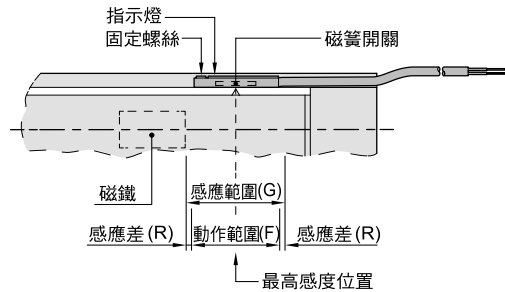 指示燈
固定螺絲
磁簧開關
磁鐵
感應範圍(G)
感應差(R) 動作範圍(F) 感應差(R)
最高感度位置